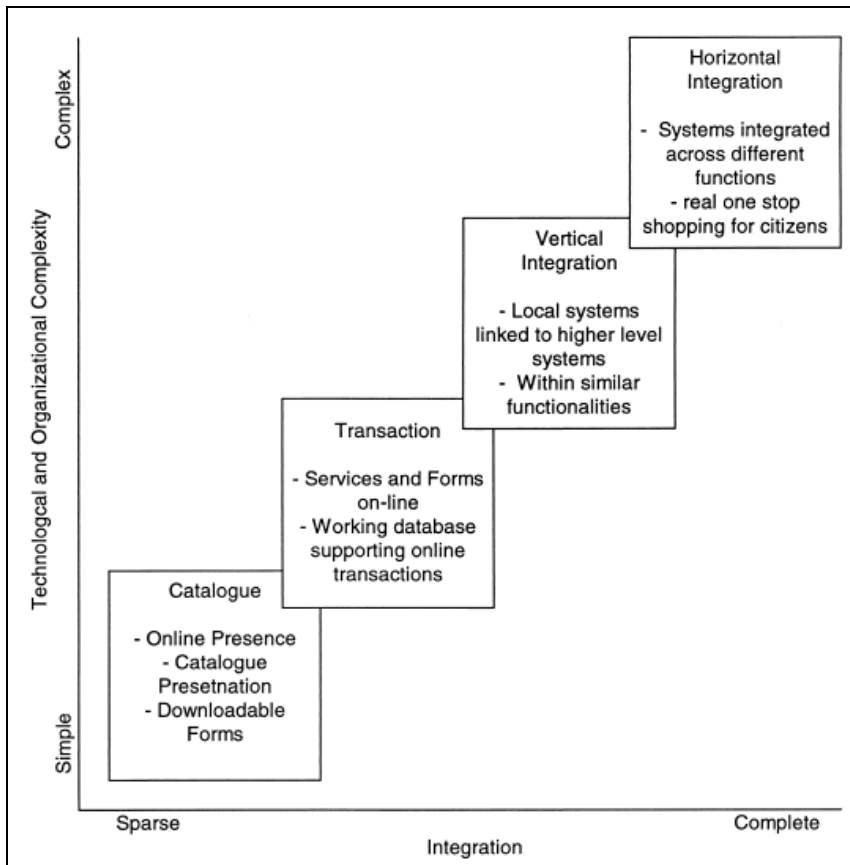 Technologcal and Organizational Complexity
Complex
Simple
Horizontal
Integration
- Systems integrated
across different
functions
- real one stop
shopping for citizens
Vertical
Integration
- Local systems
linked to higher level
systems
- Within similar
functionalities
Transaction
- Services and Forms
on-line
- Working database
supporting online
transactions
Catalogue
- Online Presence
- Catalogue
Presetnation
- Downloadable
Forms
Sparse
Complete
Integration